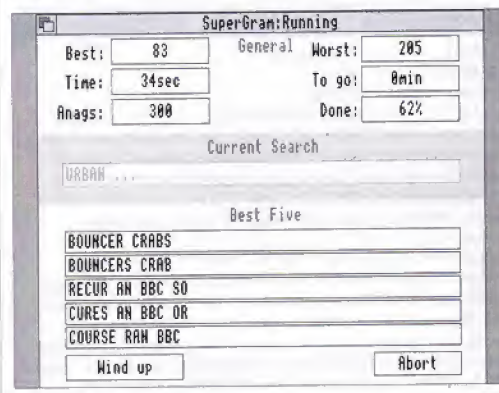 SuperGram:Running
General
Best: 83 Worst: 205
Time: 34sec To go: 0min
Anags: 300 Done: 62%
Current Search
URBAN ...
Best Five
BOUNCER CRABS
BOUNCERS CRAB
RECUR AN BBC SO
CURES AN BBC OR
COURSE RAN BBC
Wind up Abort